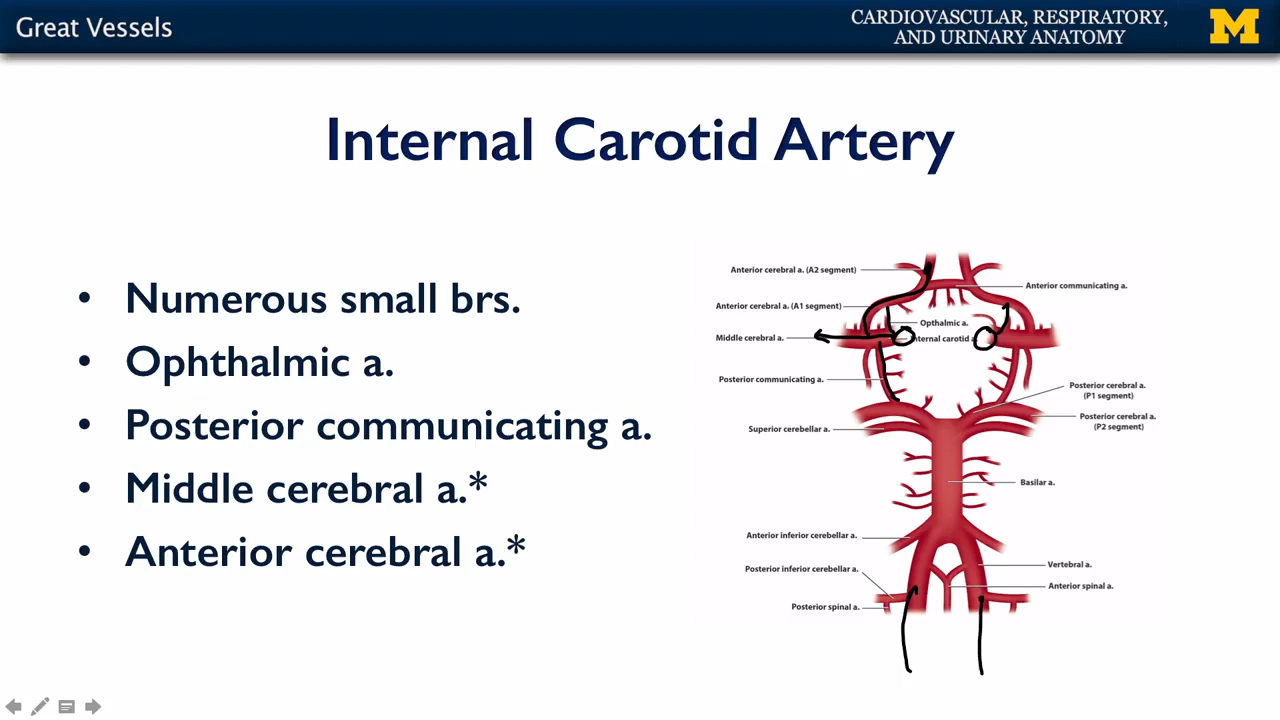 Great Vessels
CARDIOVASCULAR, RESPIRATORY,
AND URINARY ANATOMY
M
Internal Carotid Artery
• Numerous small brs.
• Ophthalmic a.
• Posterior communicating a.
• Middle cerebral a.*
• Anterior cerebral a.*
Anterior cerebral a. (A2 segment)
Anterior communicating a.
Anterior cerebral a. (A1 segment)
Opthalmic a.
Middle cerebral a.
nternal carotid a
Posterior communicating a.
Posterior cerebral a.
(P1 segment)
Posterior cerebral a.
(P2 segment)
Superior cerebellar a.
Basilar a.
Anterior inferior cerebellar a.
Vertebral a.
Posterior inferior cerebellar a.
Anterior spinal a.
Posterior spinal a.